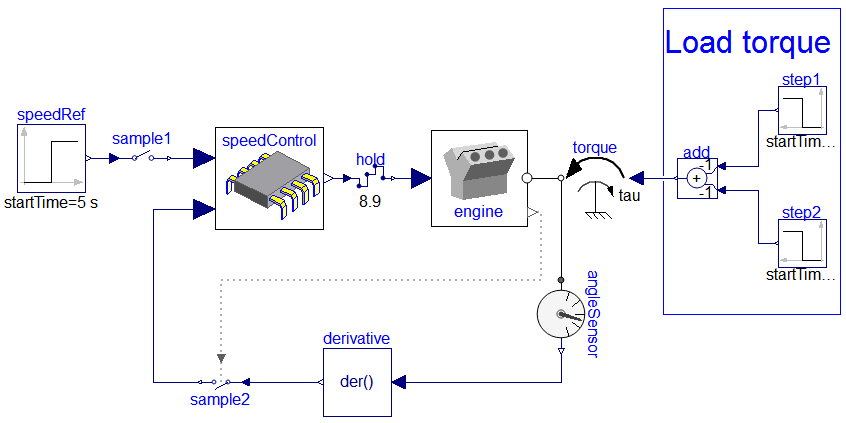 Load torque
step1
startTim...
speedRef
startTime=5 s
sample1
speedControl
hold
8.9
engine
torque
tau
add
-1
+
-1
step2
startTim...
angleSensor
derivative
der()
sample2